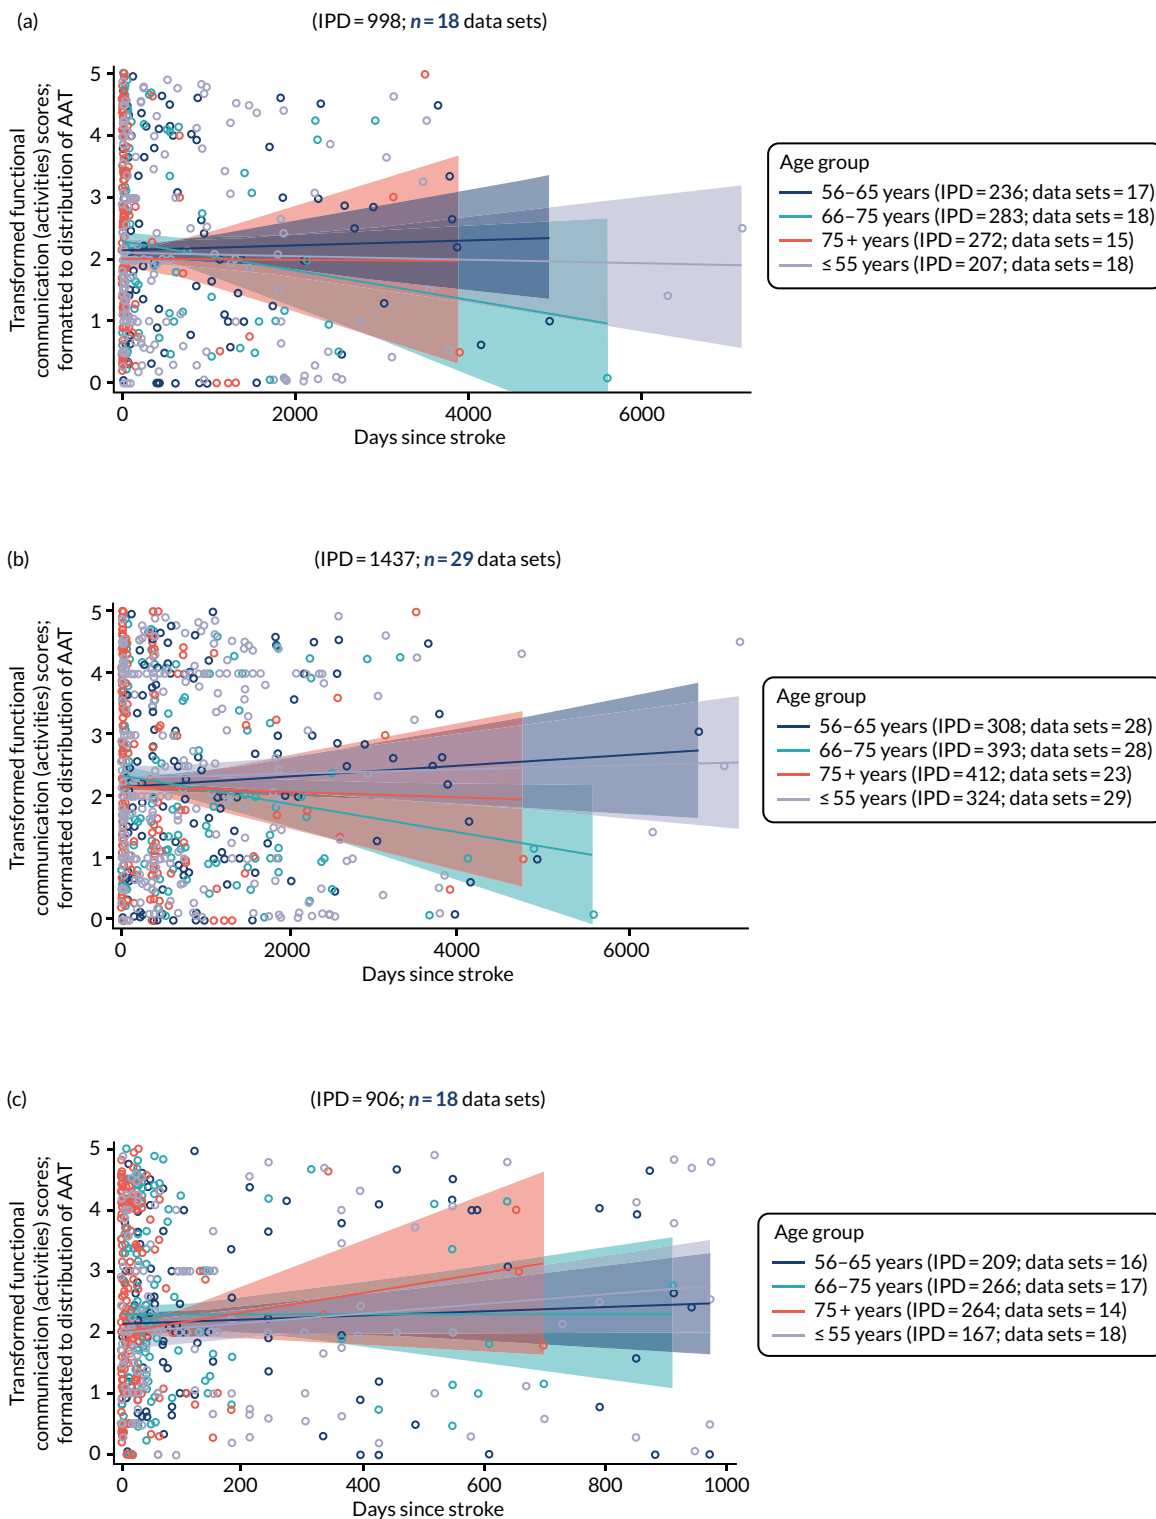 (a)
(IPD = 998; n = 18 data sets)
Transformed functional
communication (activities) scores;
formatted to distribution of AAT
5
4
3
2
1
0
0
2000
4000
6000
Days since stroke
Age group
56–65 years (IPD = 236; data sets = 17)
66–75 years (IPD = 283; data sets = 18)
75+ years (IPD = 272; data sets = 15)
≤ 55 years (IPD = 207; data sets = 18)
(b)
(IPD = 1437; n = 29 data sets)
Transformed functional
communication (activities) scores;
formatted to distribution of AAT
5
4
3
2
1
0
0
2000
4000
6000
Days since stroke
Age group
56–65 years (IPD = 308; data sets = 28)
66–75 years (IPD = 393; data sets = 28)
75+ years (IPD = 412; data sets = 23)
≤ 55 years (IPD = 324; data sets = 29)
(c)
(IPD = 906; n = 18 data sets)
Transformed functional
communication (activities) scores;
formatted to distribution of AAT
5
4
3
2
1
0
0
200
400
600
800
1000
Days since stroke
Age group
56–65 years (IPD = 209; data sets = 16)
66–75 years (IPD = 266; data sets = 17)
75+ years (IPD = 264; data sets = 14)
≤ 55 years (IPD = 167; data sets = 18)